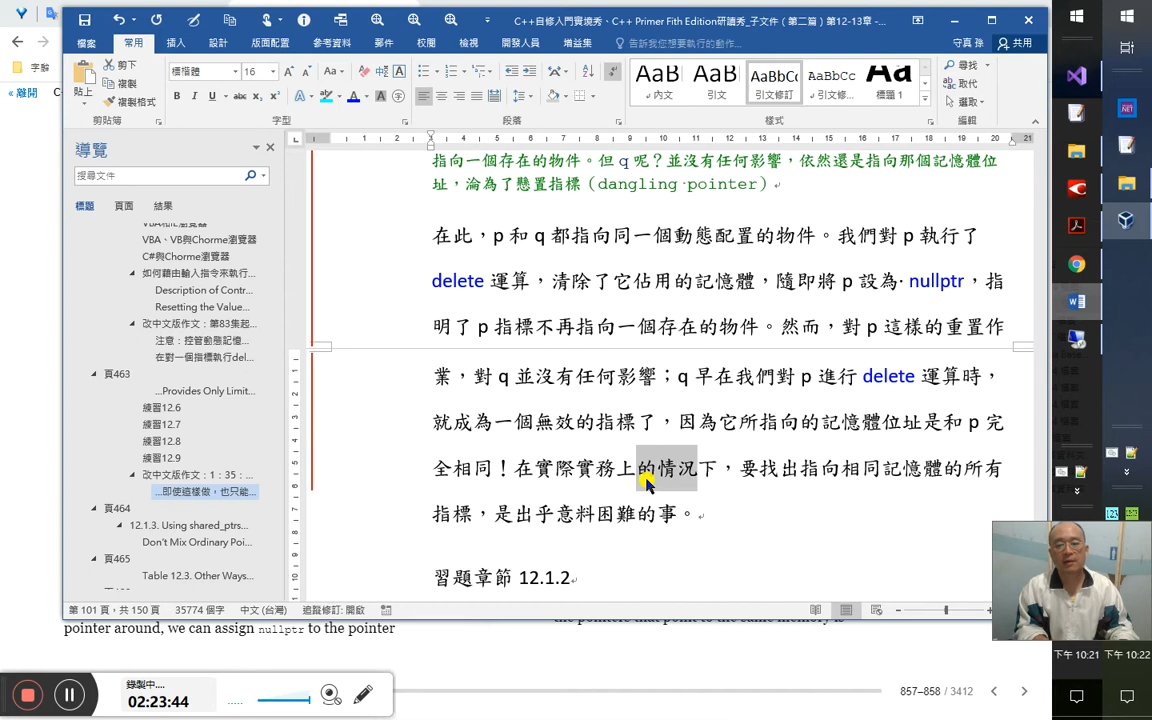 C++自修入門實境秀、C++ Primer Fith Edition研讀秀_子文件（第二篇）第12-13章 -...
檔案 常用 插入 設計 版面配置 參考資料 郵件 校閱 檢視 開發人員 增益集 告訴我您想要執行的動作... 守真 孫 共用
字齡
« 離開
貼上 剪下
複製
複製格式
標楷體 16
AaBbC AaBbC AaBbCc AaBbCc AaBb
內文 引文 引文修訂 引文修... 標題 1
尋找
取代
選取
剪貼簿 字型 段落 樣式 編輯
導覽
搜尋文件
標題 頁面 結果
VBA、VB與Chorme瀏覽器
C#與Chorme瀏覽器
如何藉由輸入指令來執行...
Description of Contr...
Resetting the Value...
改中文版作文：第83集起...
注意：控管動態記憶...
在對一個指標執行del...
頁463
...Provides Only Limit...
練習12.6
練習12.7
練習12.8
練習12.9
改中文版作文：1：35：...
...即使這樣做，也只能...
頁464
12.1.3. Using shared_ptrs...
Don't Mix Ordinary Poi...
頁465
Table 12.3. Other Ways...
指向一個存在的物件。但 q 呢？並沒有任何影響，依然還是指向那個記憶體位
址，淪為了懸置指標（dangling·pointer）
在此，p 和 q 都指向同一個動態配置的物件。我們對 p 執行了
delete 運算，清除了它佔用的記憶體，隨即將 p 設為· nullptr，指
明了 p 指標不再指向一個存在的物件。然而，對 p 這樣的重置作
業，對 q 並沒有任何影響；q 早在我們對 p 進行 delete 運算時，
就成為一個無效的指標了，因為它所指向的記憶體位址是和 p 完
全相同！在實際實務上的情況下，要找出指向相同記憶體的所有
指標，是出乎意料困難的事。
習題章節 12.1.2
第 101 頁，共 150 頁 35774 個字 中文 (台灣) 追蹤修訂: 開啟
pointer around, we can assign nullptr to the pointer
錄製中....
02:23:44
857–858 / 3412
下午 10:21 下午 10:22